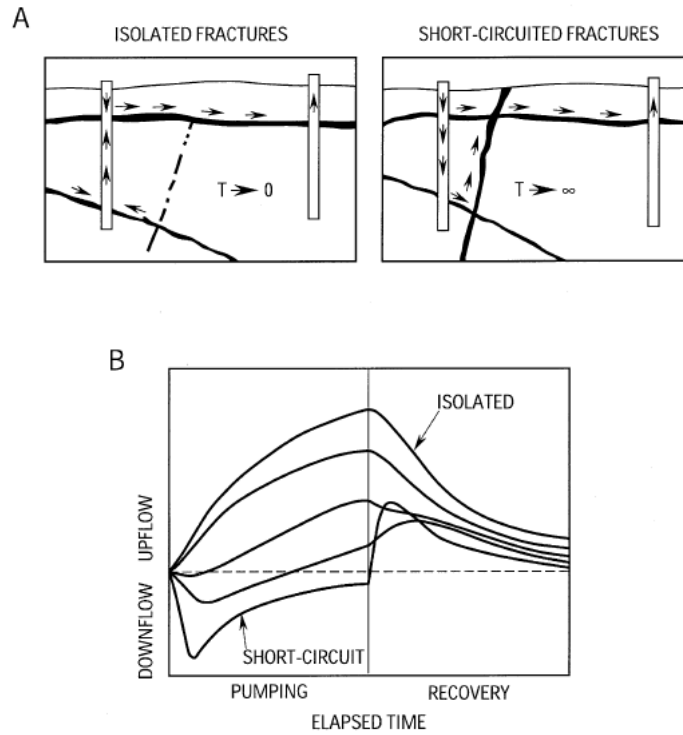 A
ISOLATED FRACTURES
SHORT-CIRCUITED FRACTURES
T → 0
T → ∞
B
ISOLATED
UPFLOW
DOWNFLOW
SHORT-CIRCUIT
PUMPING
RECOVERY
ELAPSED TIME